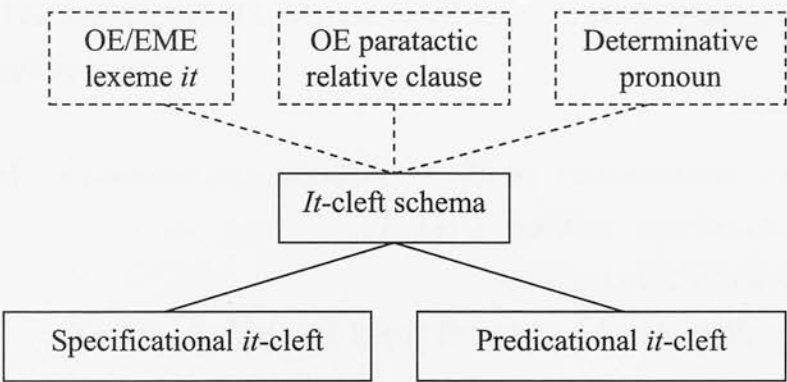 OE/EME
lexeme it
OE paratactic
relative clause
Determinative
pronoun
It-cleft schema
Specificational it-cleft
Predicational it-cleft